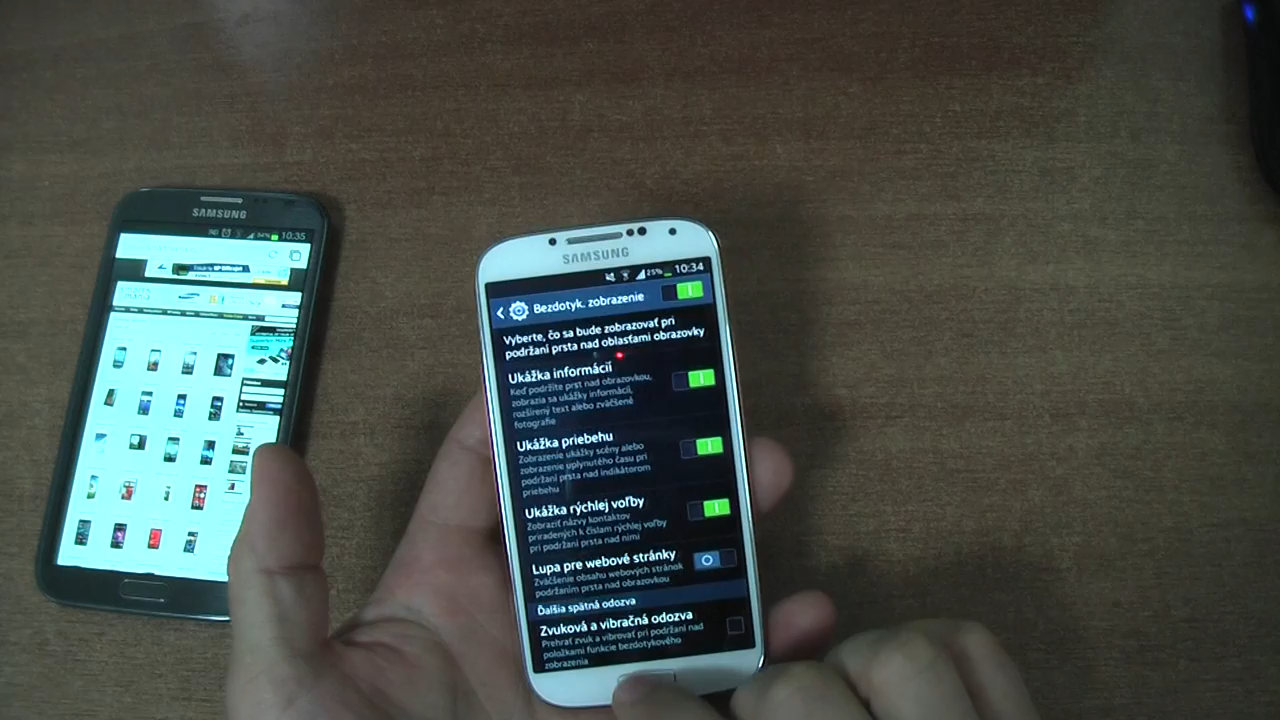 SAMSUNG
34% 10:35
SAMSUNG
25% 10:34
Bezdotyk. zobrazenie
Vyberte, čo sa bude zobrazovať pri
podržaní prsta nad oblasťami obrazovky
Ukážka informácií
Keď podržíte prst nad obrazovkou,
zobrazia sa ukážky informácií,
rozšírený text alebo zväčšené
fotografie
Ukážka priebehu
Zobrazenie ukážky scény alebo
zobrazenie uplynutého času pri
podržaní prsta nad indikátorom
priebehu
Ukážka rýchlej voľby
Zobraziť názvy kontaktov
priradených k číslam rýchlej voľby
pri podržaní prsta nad nimi
Lupa pre webové stránky
Zväčšenie obsahu webových stránok
podržaním prsta nad obrazovkou
Ďalšia spätná odozva
Zvuková a vibračná odozva
Prehrať zvuk a vibrovať pri podržaní nad
položkami funkcie bezdotykového
zobrazenia